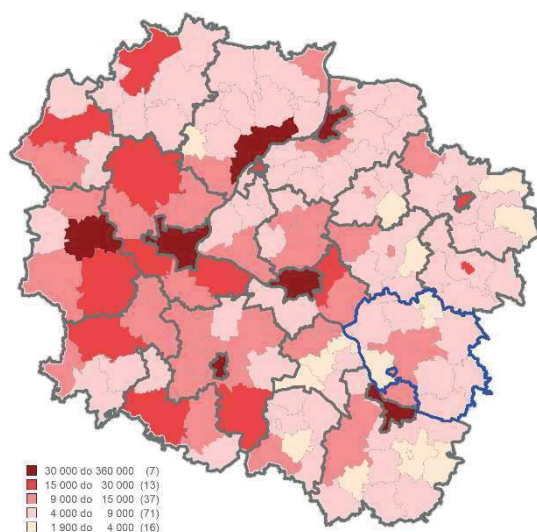 30 000 do 360 000 (7)
15 000 do 30 000 (13)
9 000 do 15 000 (37)
4 000 do 9 000 (71)
1 900 do 4 000 (16)